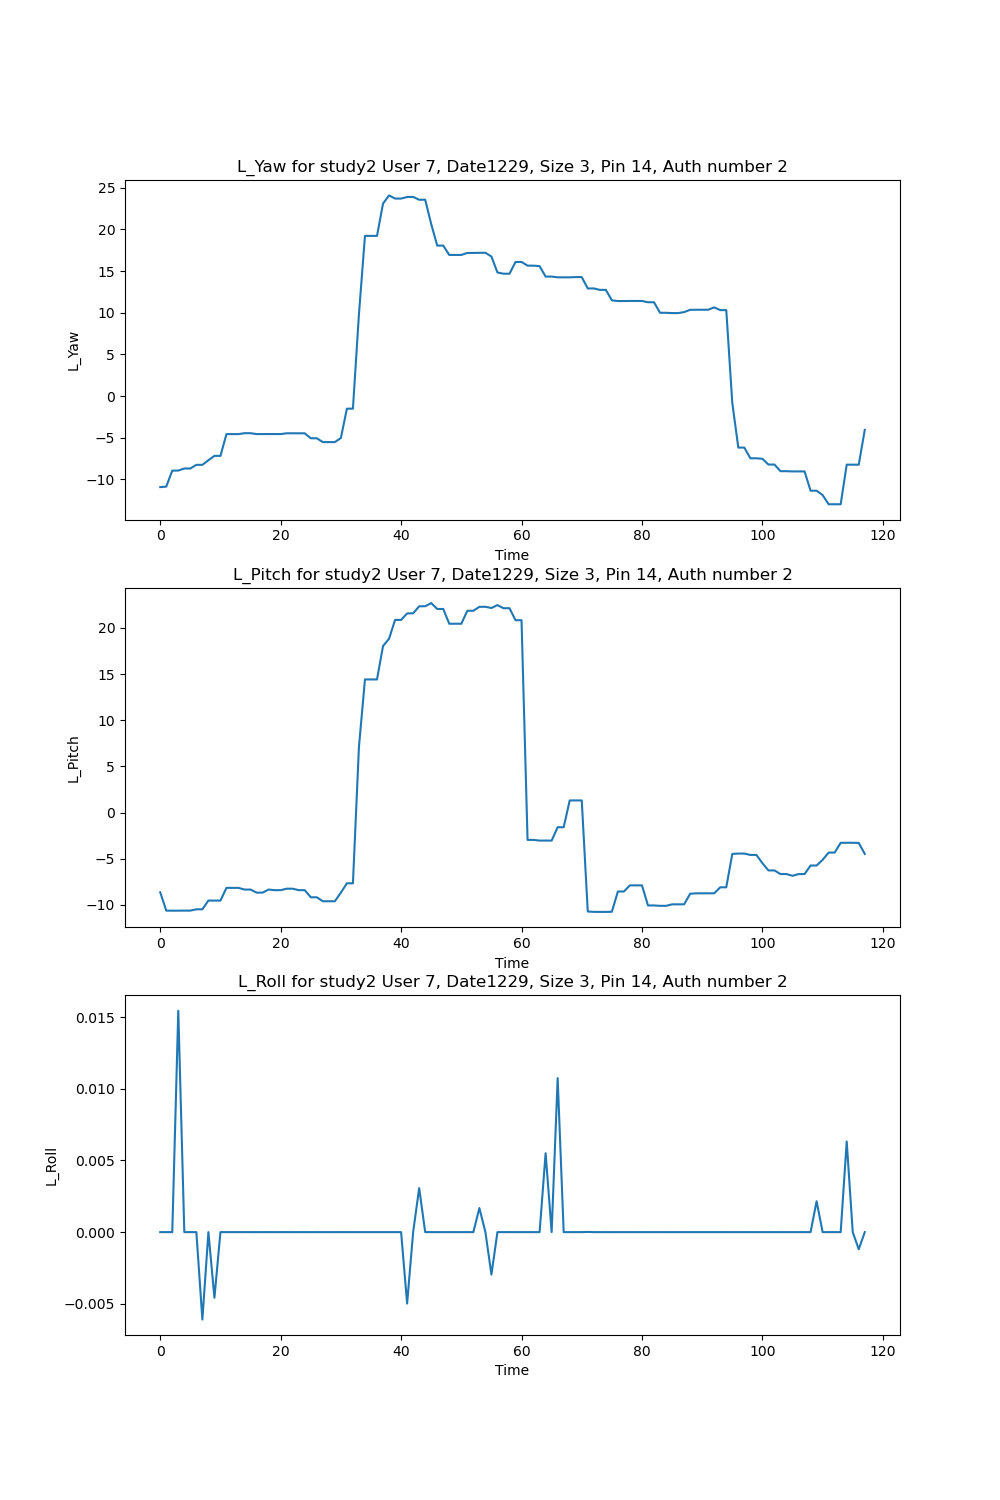 L_Yaw for study2 User 7, Date1229, Size 3, Pin 14, Auth number 2
25
20
15
10
5
0
−5
−10
L_Yaw
0 20 40 60 80 100 120
Time
L_Pitch for study2 User 7, Date1229, Size 3, Pin 14, Auth number 2
20
15
10
5
0
−5
−10
L_Pitch
0 20 40 60 80 100 120
Time
L_Roll for study2 User 7, Date1229, Size 3, Pin 14, Auth number 2
0.015
0.010
0.005
0.000
−0.005
L_Roll
0 20 40 60 80 100 120
Time